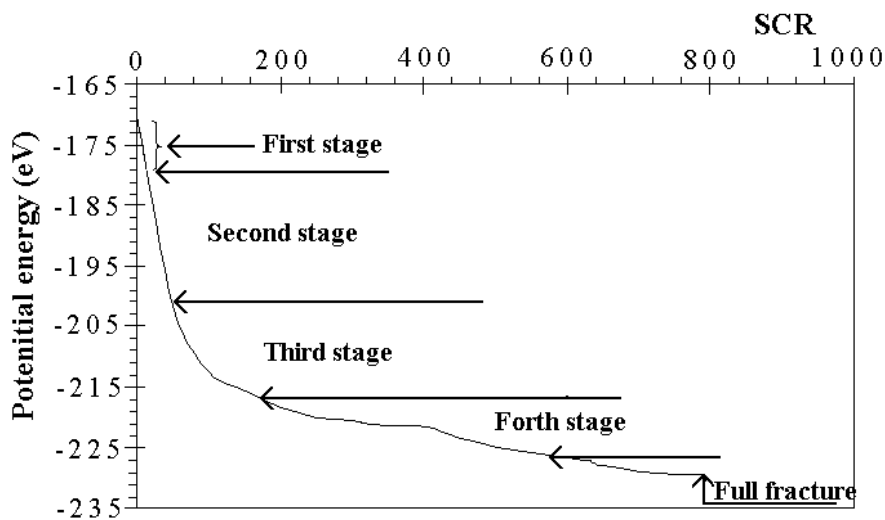 SCR
0 200 400 600 800 1000
-165
-175
-185
-195
-205
-215
-225
-235
Potenitial energy (eV)
First stage
Second stage
Third stage
Forth stage
Full fracture